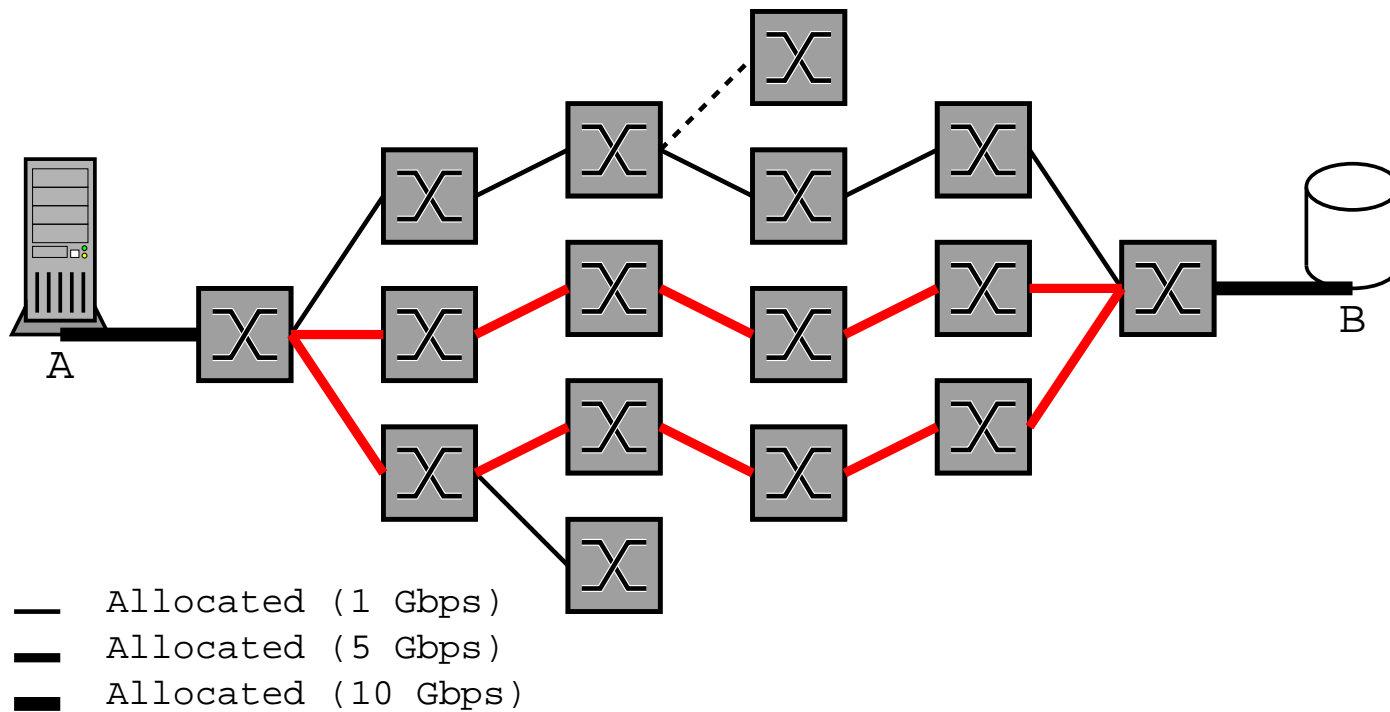 A
B
Allocated (1 Gbps)
Allocated (5 Gbps)
Allocated (10 Gbps)